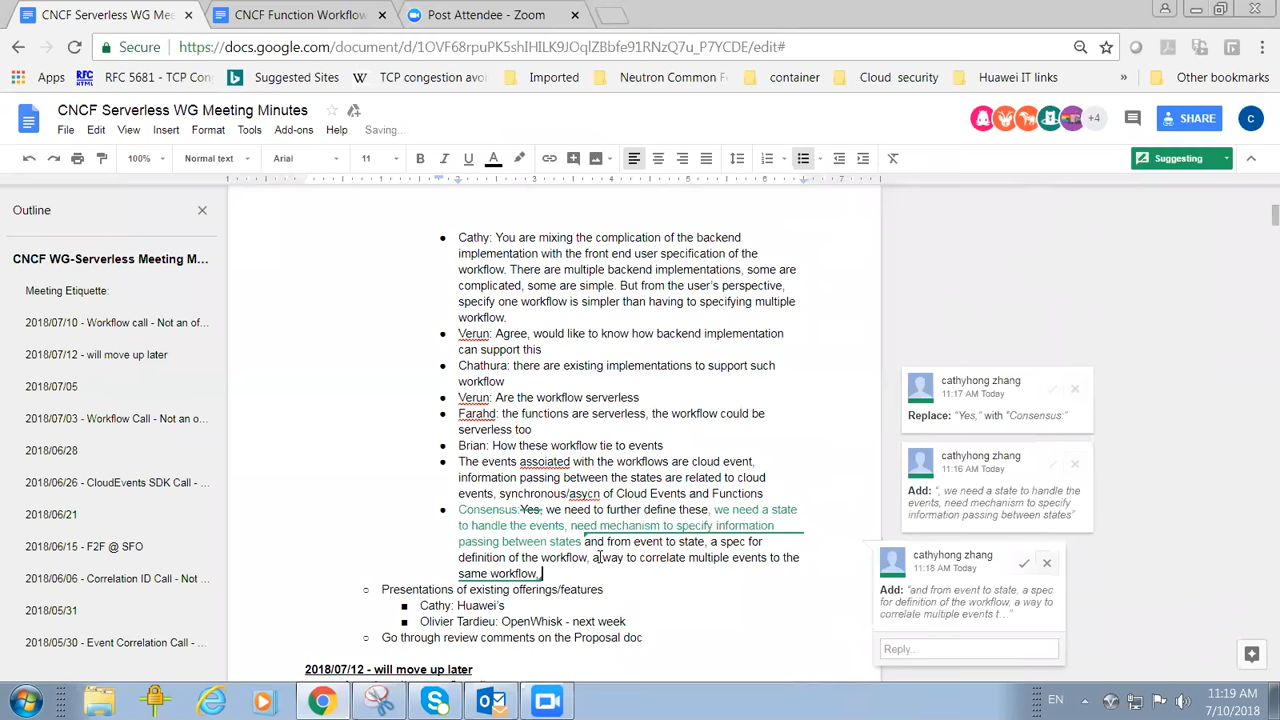 CNCF Serverless WG Mee
CNCF Function Workflow
Post Attendee - Zoom
Secure
https://docs.google.com/document/d/1OVF68rpuPK5shIHILK9JOqlZBbfe91RNzQ7u_P7YCDE/edit#
Apps
RFC 5681 - TCP Con
Suggested Sites
TCP congestion avo
Imported
Neutron Common
container
Cloud security
Huawei IT links
»
Other bookmarks
CNCF Serverless WG Meeting Minutes
File Edit View Insert Format Tools Add-ons Help Saving...
+4
SHARE
C
100% Normal text Arial 11 B I U A
Suggesting
1 1 2 3 4 5 6 7
Outline
CNCF WG-Serverless Meeting M...
Meeting Etiquette:
2018/07/10 - Workflow call - Not an of...
2018/07/12 - will move up later
2018/07/05
2018/07/03 - Workflow Call - Not an o...
2018/06/28
2018/06/26 - CloudEvents SDK Call - ...
2018/06/21
2018/06/15 - F2F @ SFO
2018/06/06 - Correlation ID Call - Not ...
2018/05/31
2018/05/30 - Event Correlation Call - ...
● Cathy: You are mixing the complication of the backend
implementation with the front end user specification of the
workflow. There are multiple backend implementations, some are
complicated, some are simple. But from the user's perspective,
specify one workflow is simpler than having to specifying multiple
workflow.
● Verun: Agree, would like to know how backend implementation
can support this
● Chathura: there are existing implementations to support such
workflow
● Verun: Are the workflow serverless
● Farahd: the functions are serverless, the workflow could be
serverless too
● Brian: How these workflow tie to events
● The events assoiated with the workflows are cloud event,
information passing between the states are related to cloud
events, synchronous/asycn of Cloud Events and Functions
● Consensus:Yes, we need to further define these, we need a state
to handle the events, need mechanism to specify information
passing between states and from event to state, a spec for
definition of the workflow, a way to correlate multiple events to the
same workflow,
○ Presentations of existing offerings/features
■ Cathy: Huawei's
■ Olivier Tardieu: OpenWhisk - next week
○ Go through review comments on the Proposal doc
2018/07/12 - will move up later
cathyhong zhang
11:17 AM Today
Replace: "Yes," with "Consensus:"
cathyhong zhang
11:16 AM Today
Add: ", we need a state to handle the
events, need mechanism to specify
information passing between states"
cathyhong zhang
11:18 AM Today
Add: "and from event to state, a spec
for definition of the workflow, a way to
correlate multiple events t..."
Reply...
EN
11:19 AM
7/10/2018